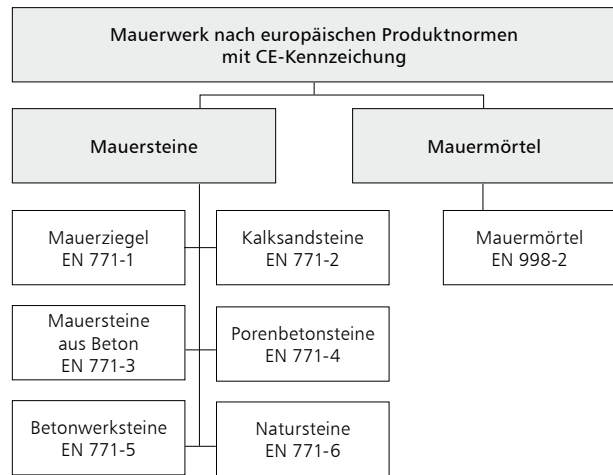 Mauerwerk nach europäischen Produktnormen
mit CE-Kennzeichung
Mauersteine
Mauermörtel
Mauerziegel
EN 771-1
Kalksandsteine
EN 771-2
Mauermörtel
EN 998-2
Mauersteine
aus Beton
EN 771-3
Porenbetonsteine
EN 771-4
Betonwerksteine
EN 771-5
Natursteine
EN 771-6